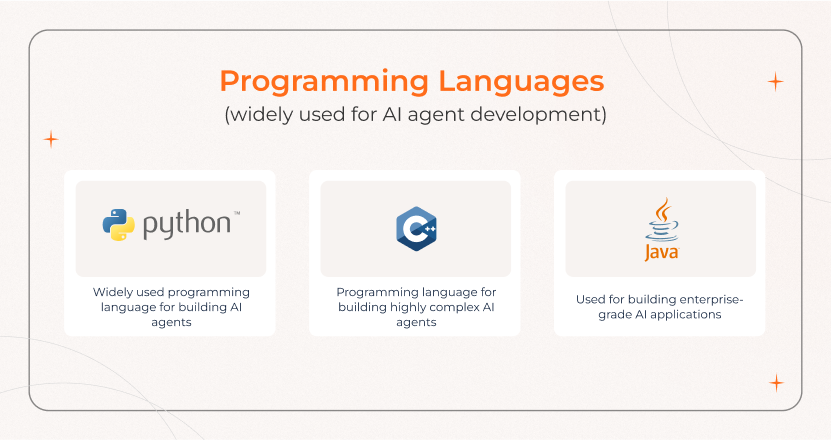 Programming Languages
(widely used for AI agent development)
python™
Widely used programming
language for building AI
agents
C++
Programming language for
building highly complex AI
agents
Java
Used for building enterprise-
grade AI applications